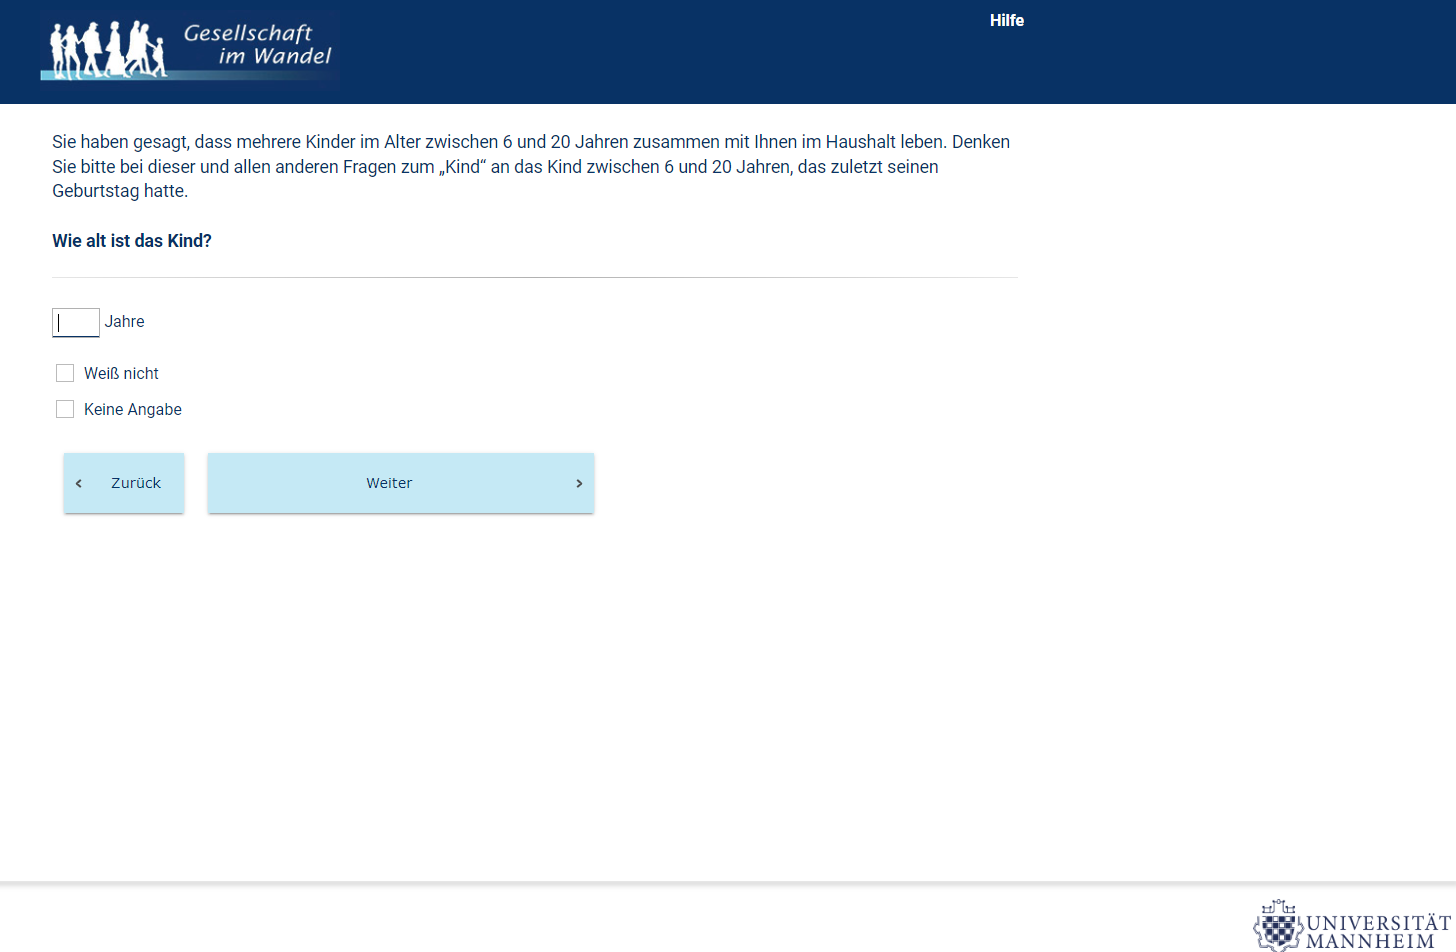 Gesellschaft
im Wandel
Hilfe
Sie haben gesagt, dass mehrere Kinder im Alter zwischen 6 und 20 Jahren zusammen mit Ihnen im Haushalt leben. Denken
Sie bitte bei dieser und allen anderen Fragen zum „Kind“ an das Kind zwischen 6 und 20 Jahren, das zuletzt seinen
Geburtstag hatte.
Wie alt ist das Kind?
Jahre
Weiß nicht
Keine Angabe
‹ Zurück
Weiter ›
UNIVERSITÄT
MANNHEIM